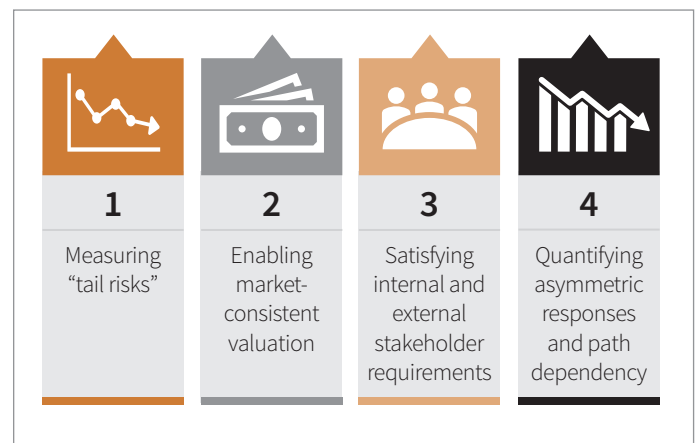 1
Measuring
“tail risks”
2
Enabling
market-
consistent
valuation
3
Satisfying
internal and
external
stakeholder
requirements
4
Quantifying
asymmetric
responses
and path
dependency